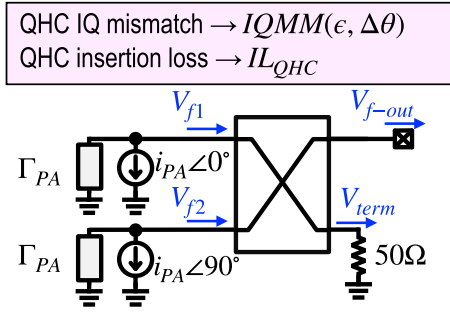 QHC IQ mismatch → IQMM(ϵ, Δθ)
QHC insertion loss → IL_QHC
V_f1
V_f−out
Γ_PA
i_PA∠0°
V_f2
V_term
Γ_PA
i_PA∠90°
50Ω